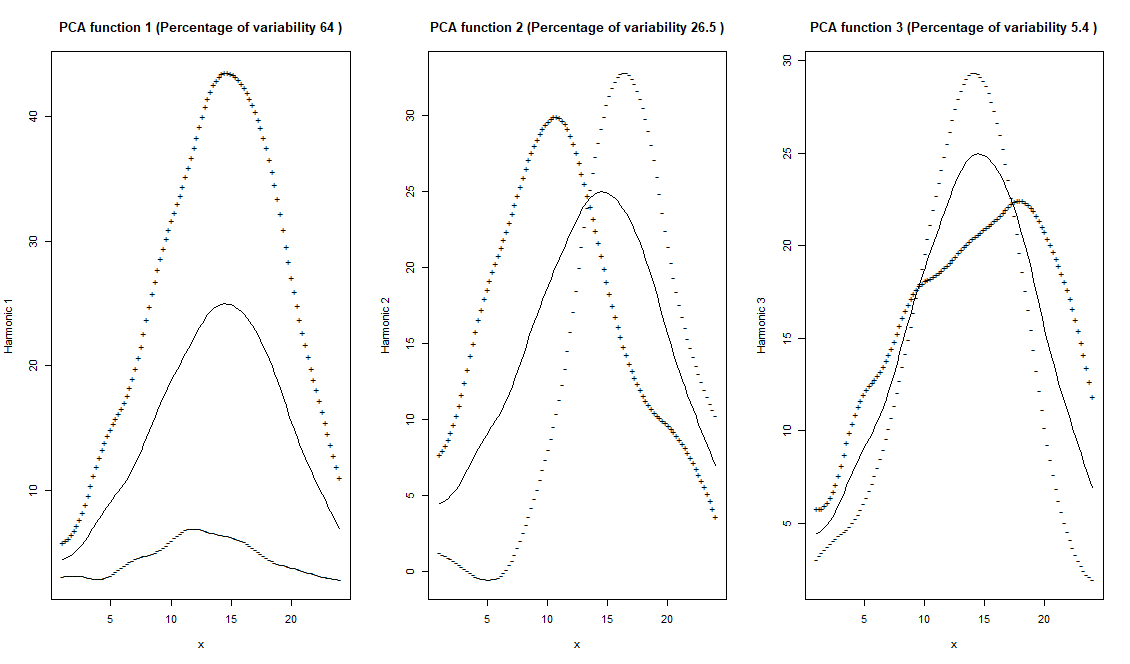 PCA function 1 (Percentage of variability 64 )
Harmonic 1
40
30
20
10
5 10 15 20
x
PCA function 2 (Percentage of variability 26.5 )
Harmonic 2
30
25
20
15
10
5
0
5 10 15 20
x
PCA function 3 (Percentage of variability 5.4 )
Harmonic 3
30
25
20
15
10
5
5 10 15 20
x